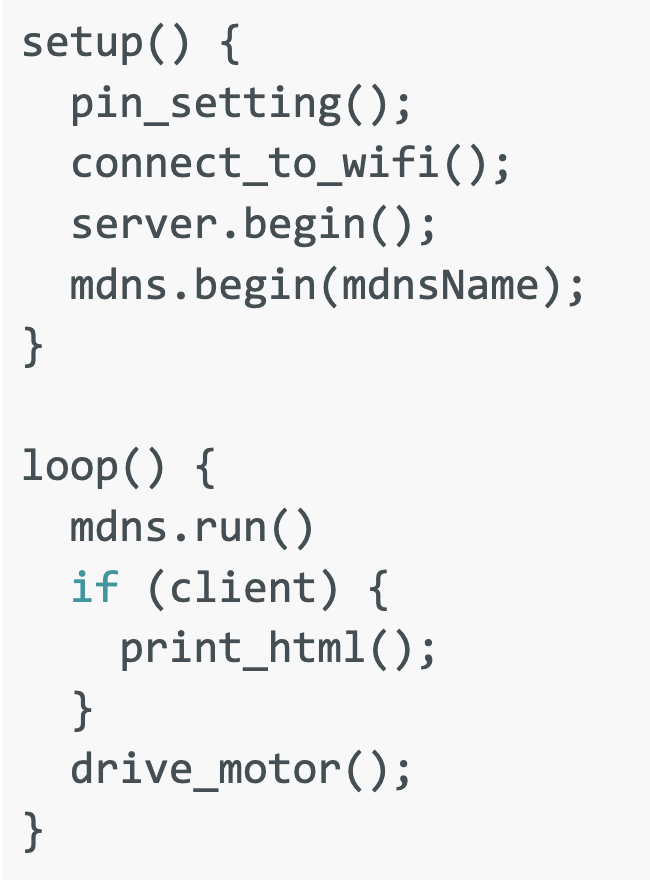 setup() {
  pin_setting();
  connect_to_wifi();
  server.begin();
  mdns.begin(mdnsName);
}

loop() {
  mdns.run()
  if (client) {
    print_html();
  }
  drive_motor();
}